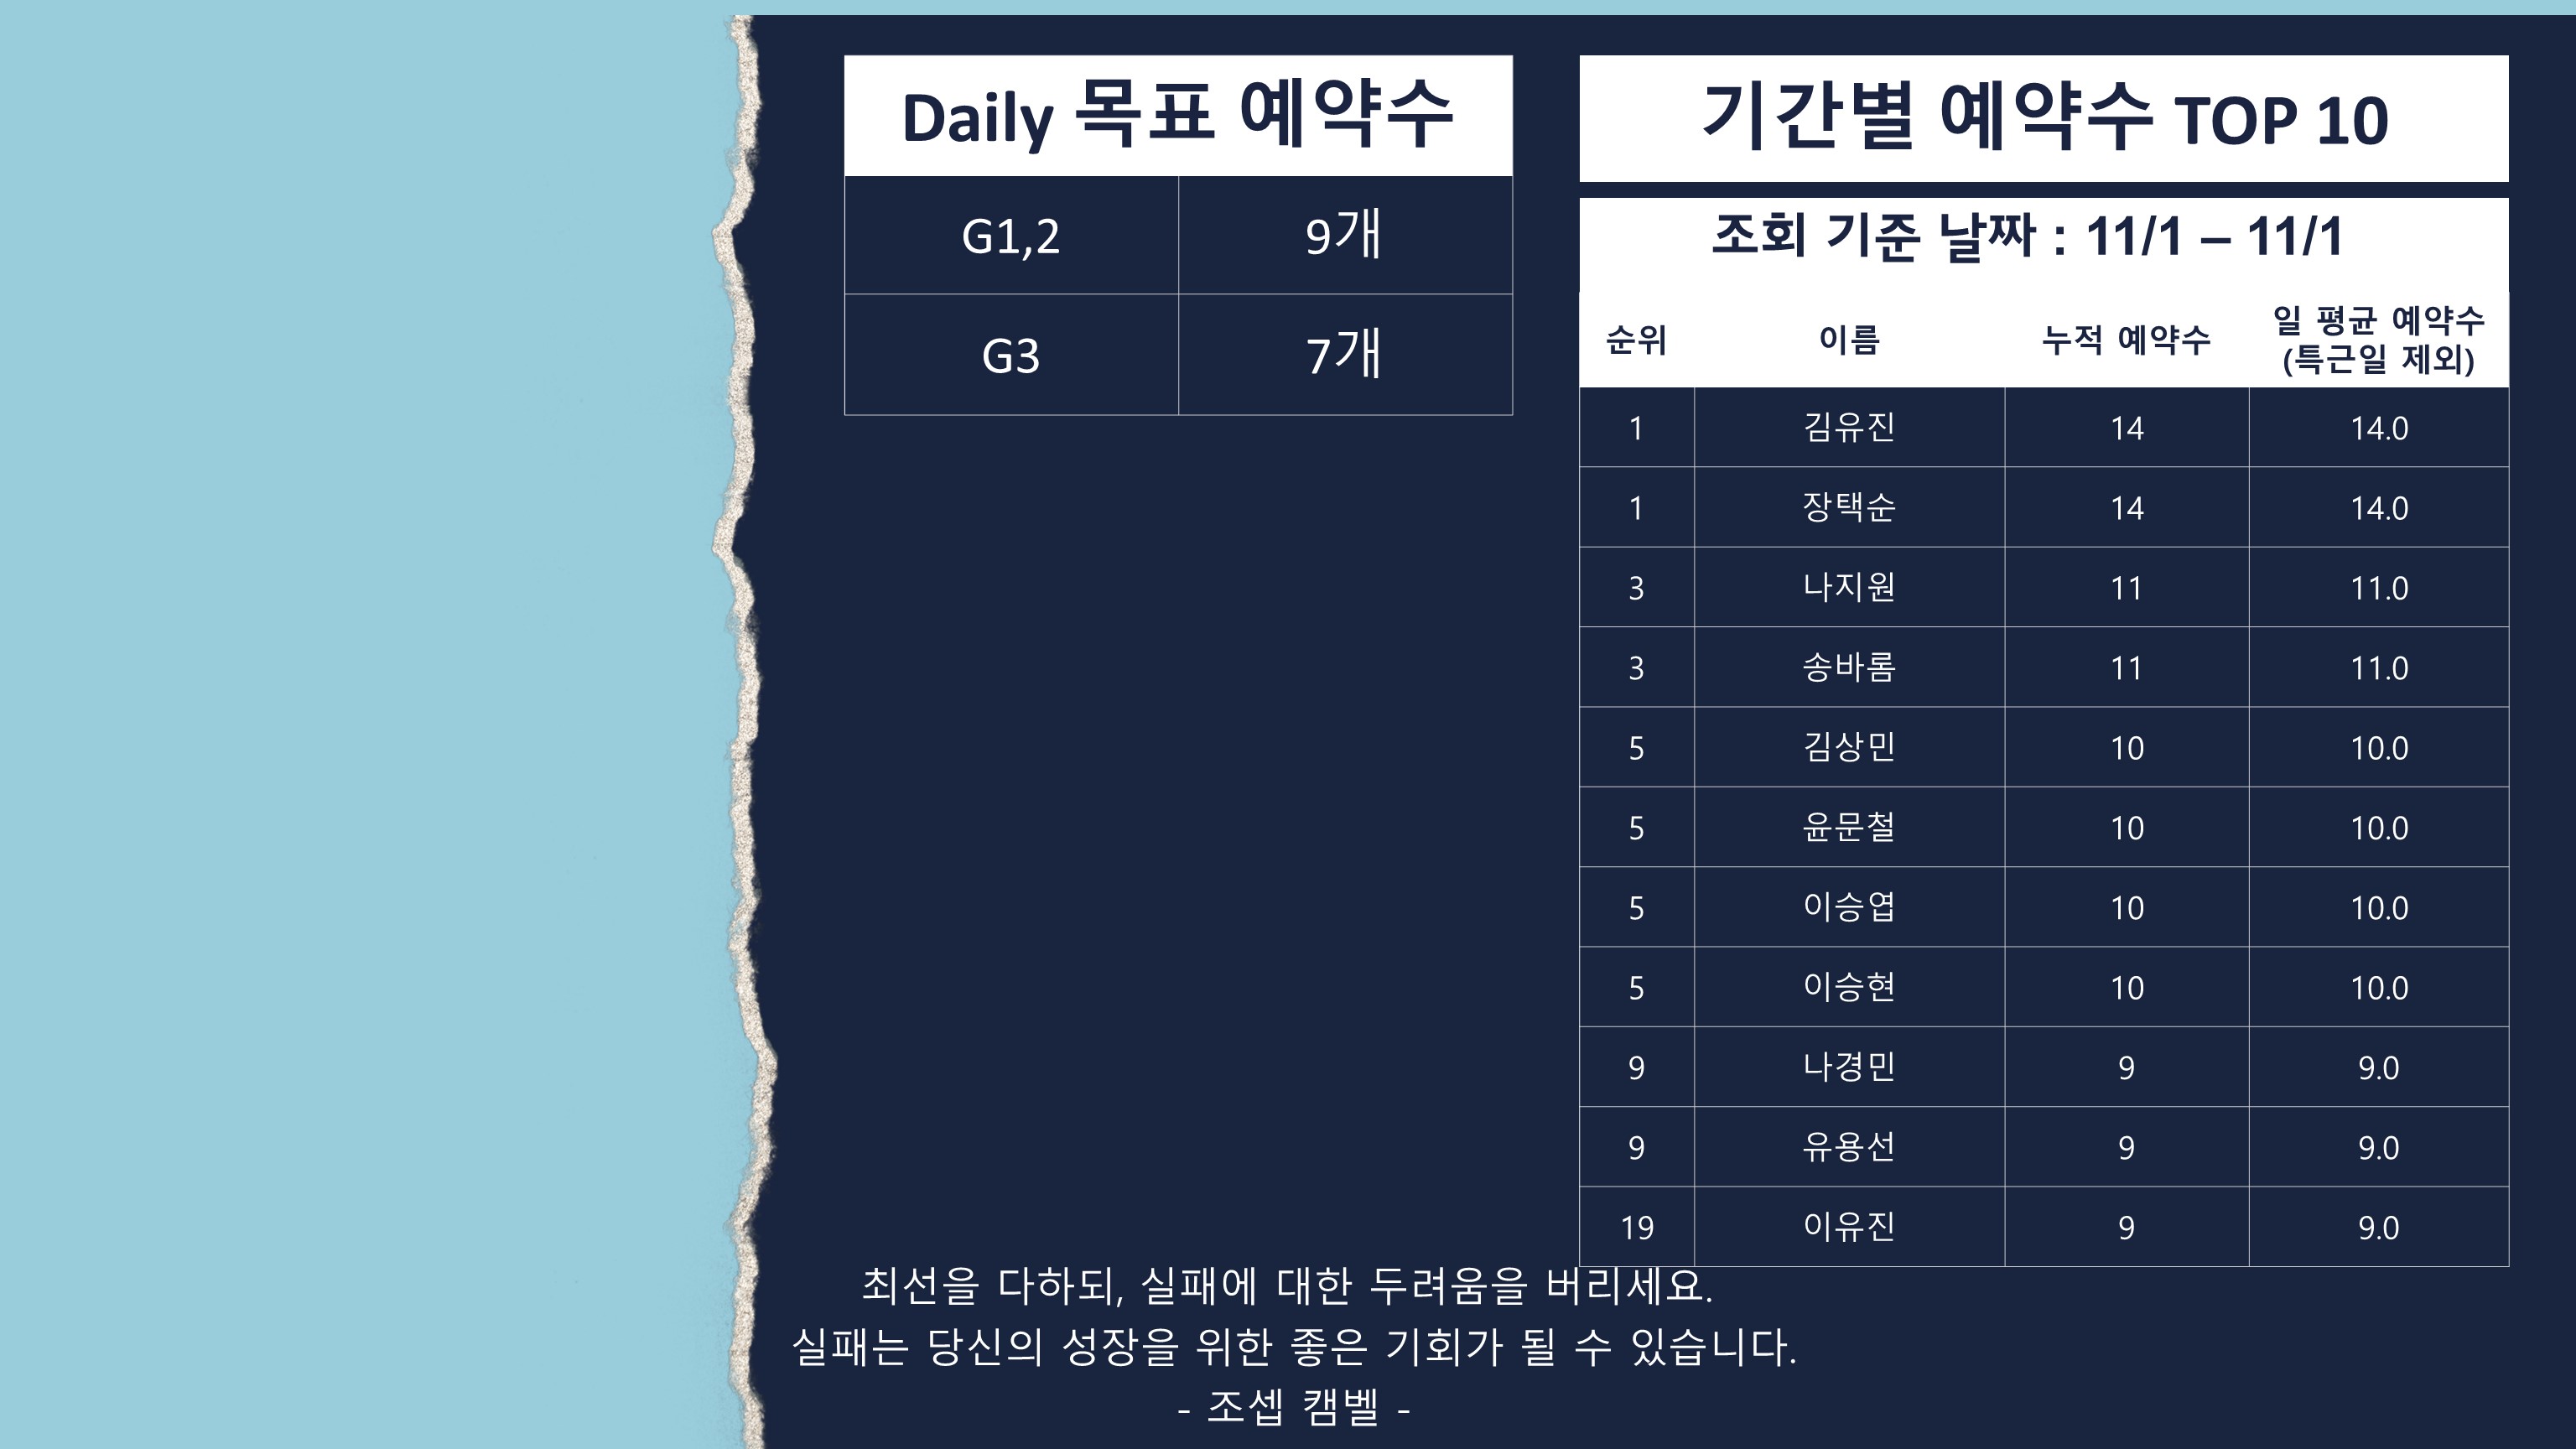 Daily 목표 예약수
G1,2 9개
G3 7개
기간별 예약수 TOP 10
조회 기준 날짜 : 11/1 – 11/1
순위 이름 누적 예약수 일 평균 예약수
(특근일 제외)
1 김유진 14 14.0
1 장택순 14 14.0
3 나지원 11 11.0
3 송바롬 11 11.0
5 김상민 10 10.0
5 윤문철 10 10.0
5 이승엽 10 10.0
5 이승현 10 10.0
9 나경민 9 9.0
9 유용선 9 9.0
19 이유진 9 9.0
최선을 다하되, 실패에 대한 두려움을 버리세요.
실패는 당신의 성장을 위한 좋은 기회가 될 수 있습니다.
- 조셉 캠벨 -